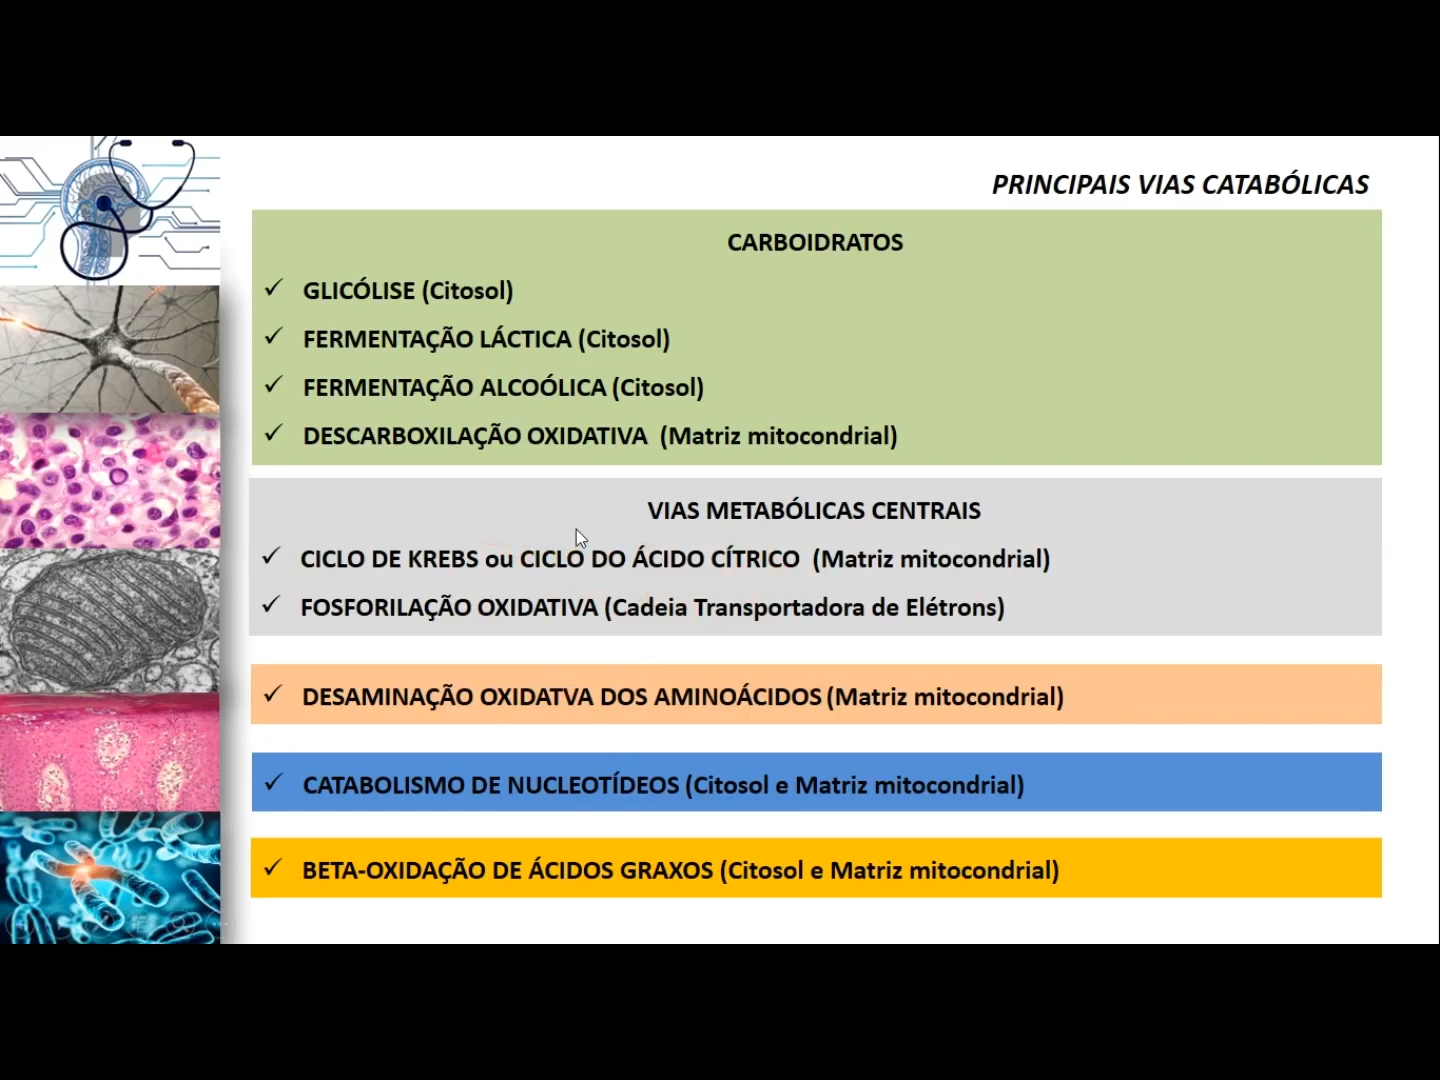 PRINCIPAIS VIAS CATABÓLICAS
CARBOIDRATOS
✓ GLICÓLISE (Citosol)
✓ FERMENTAÇÃO LÁCTICA (Citosol)
✓ FERMENTAÇÃO ALCOÓLICA (Citosol)
✓ DESCARBOXILAÇÃO OXIDATIVA (Matriz mitocondrial)
VIAS METABÓLICAS CENTRAIS
✓ CICLO DE KREBS ou CICLO DO ÁCIDO CÍTRICO (Matriz mitocondrial)
✓ FOSFORILAÇÃO OXIDATIVA (Cadeia Transportadora de Elétrons)
✓ DESAMINAÇÃO OXIDATVA DOS AMINOÁCIDOS (Matriz mitocondrial)
✓ CATABOLISMO DE NUCLEOTÍDEOS (Citosol e Matriz mitocondrial)
✓ BETA-OXIDAÇÃO DE ÁCIDOS GRAXOS (Citosol e Matriz mitocondrial)